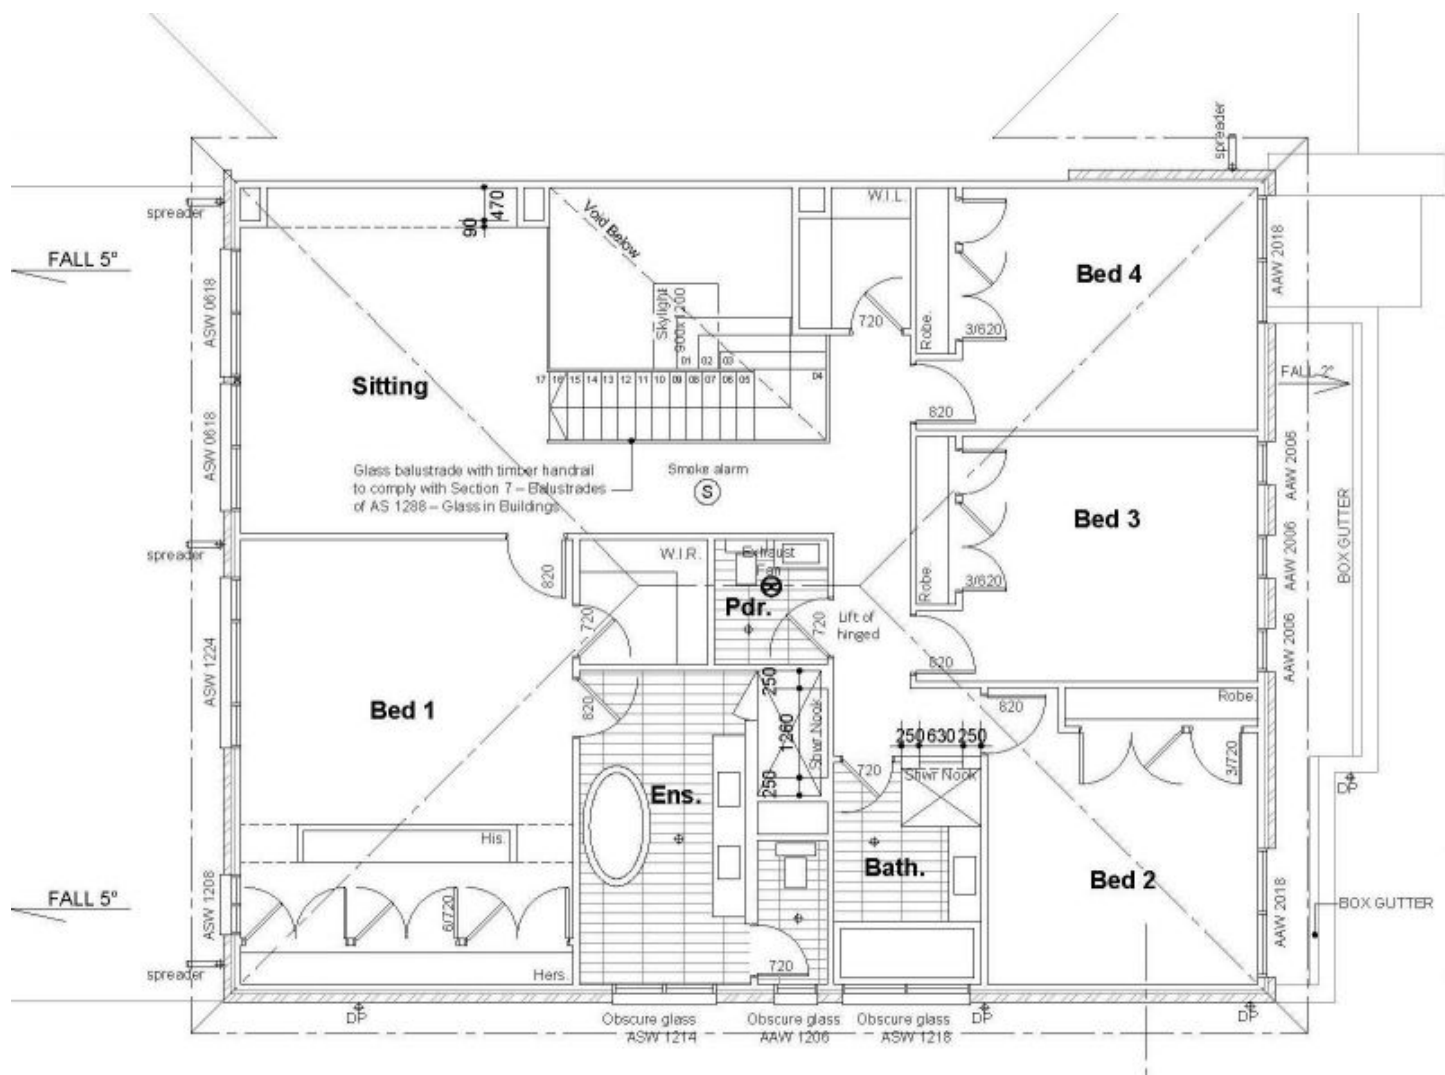 spreader
spreader
470
90
Void Below
W.I.L.
FALL 5°
Bed 4
AAW 2018
ASW 0618
Skylight
900x1200
720
Robe.
3/620
01
02
03
04
17 16 15 14 13 12 11 10 09 08 07 06 05
FALL 2°
Sitting
820
ASW 0618
Glass balustrade with timber handrail
to comply with Section 7 – Balustrades
of AS 1288 – Glass in Buildings
Smoke alarm
S
AAW 2006
Bed 3
BOX GUTTER
spreader
W.I.R.
Exhaust
Fan
820
Robe.
3/620
AAW 2006
Pdr.
720
720
Lift of
hinged
AAW 2006
820
ASW 1224
Bed 1
820
250
1260
250
Shwr Nook
Robe.
820
250 630 250
3/720
720
Shwr Nook
DP
Ens.
His.
Bath.
Bed 2
FALL 5°
ASW 1208
6/720
AAW 2018
BOX GUTTER
spreader
Hers.
720
DP
Obscure glass
ASW 1214
Obscure glass
AAW 1206
Obscure glass
ASW 1218
DP
DP